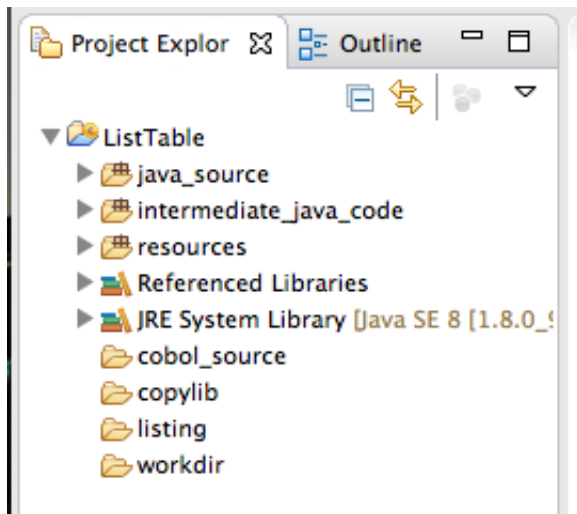 Project Explor Outline
ListTable
java_source
intermediate_java_code
resources
Referenced Libraries
JRE System Library [Java SE 8 [1.8.0_9
cobol_source
copylib
listing
workdir